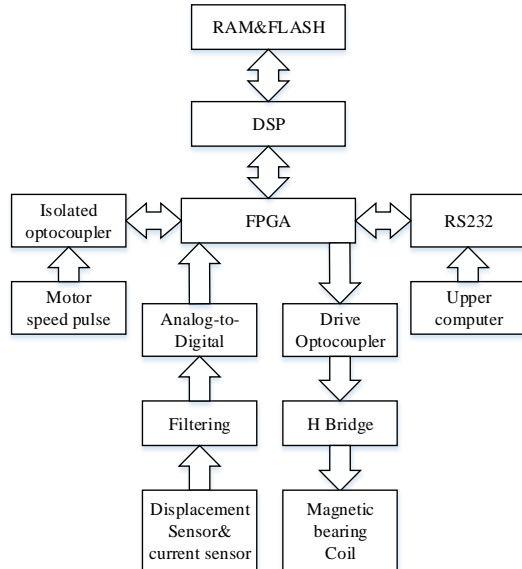 RAM&FLASH
DSP
Isolated
optocoupler
FPGA
RS232
Motor
speed pulse
Analog-to-
Digital
Drive
Optocoupler
Upper
computer
Filtering
H Bridge
Displacement
Sensor&
current sensor
Magnetic
bearing
Coil